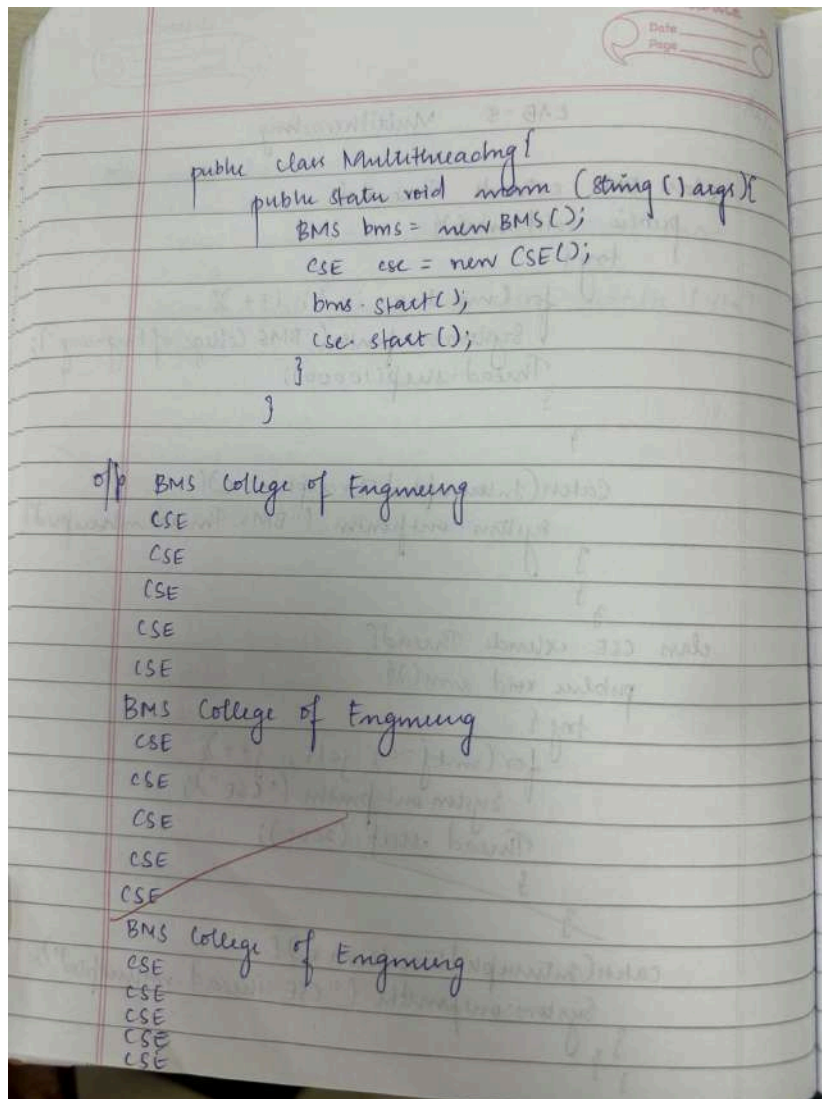 Date
Page
public class Multithreading{
public static void main (String () args){
BMS bms = new BMS();
CSE cse = new CSE();
bms. start();
cse. start();
}
}
o/p BMS College of Engineering
CSE
CSE
CSE
CSE
CSE
BMS College of Engineering
CSE
CSE
CSE
CSE
CSE
BMS College of Engineering
CSE
CSE
CSE
CSE
CSE